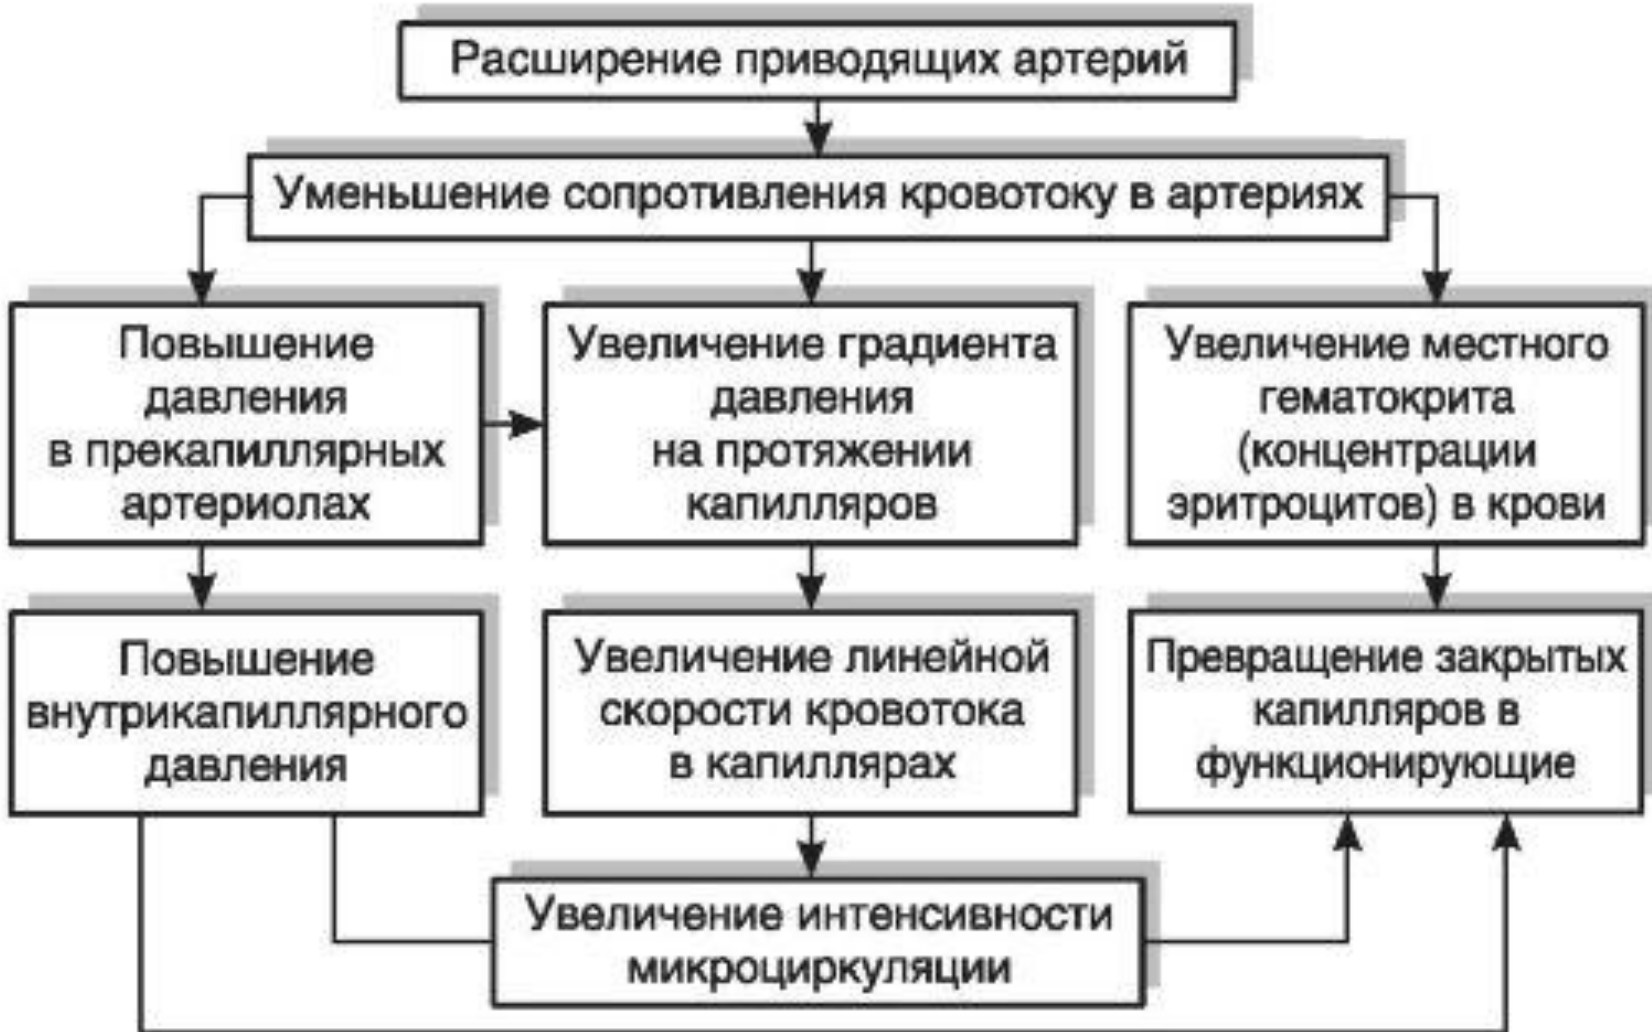 Расширение приводящих артерий
Уменьшение сопротивления кровотоку в артериях
Повышение
давления
в прекапиллярных
артериолах
Увеличение градиента
давления
на протяжении
капилляров
Увеличение местного
гематокрита
(концентрации
эритроцитов) в крови
Повышение
внутрикапиллярного
давления
Увеличение линейной
скорости кровотока
в капиллярах
Превращение закрытых
капилляров в
функционирующие
Увеличение интенсивности
микроциркуляции